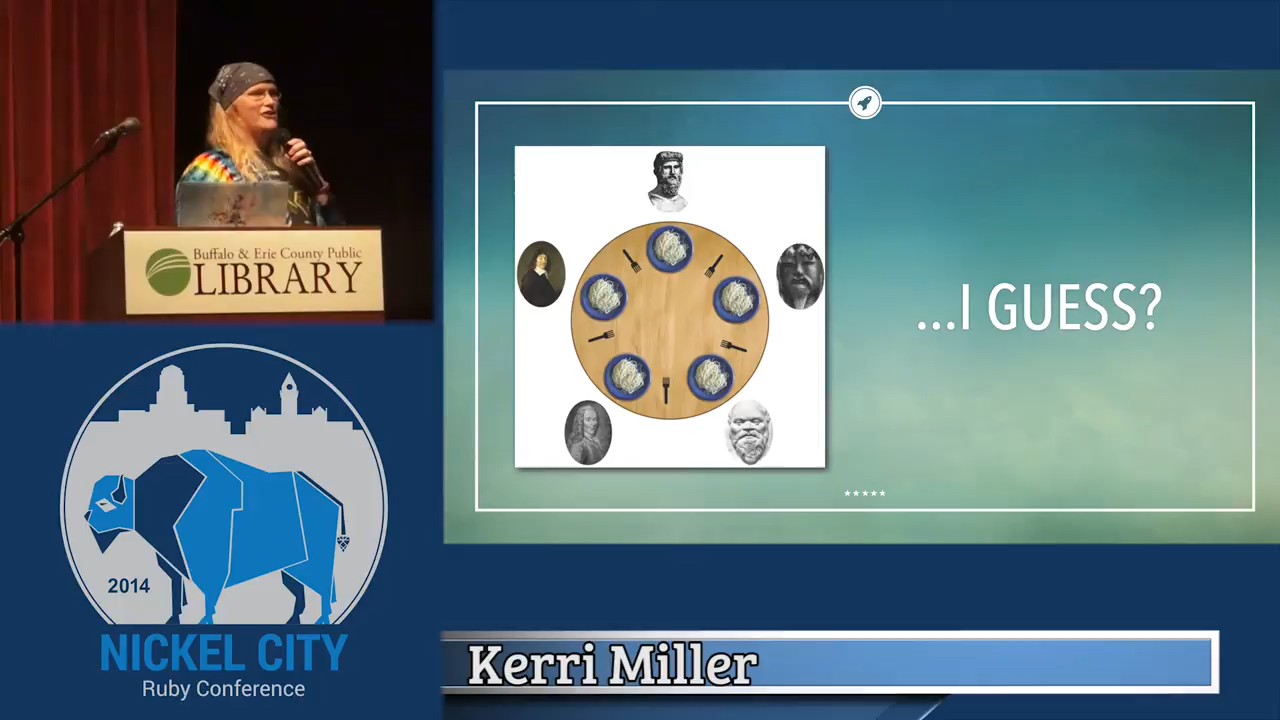 Buffalo & Erie County Public
LIBRARY
...I GUESS?
2014
NICKEL CITY
Ruby Conference
Kerri Miller